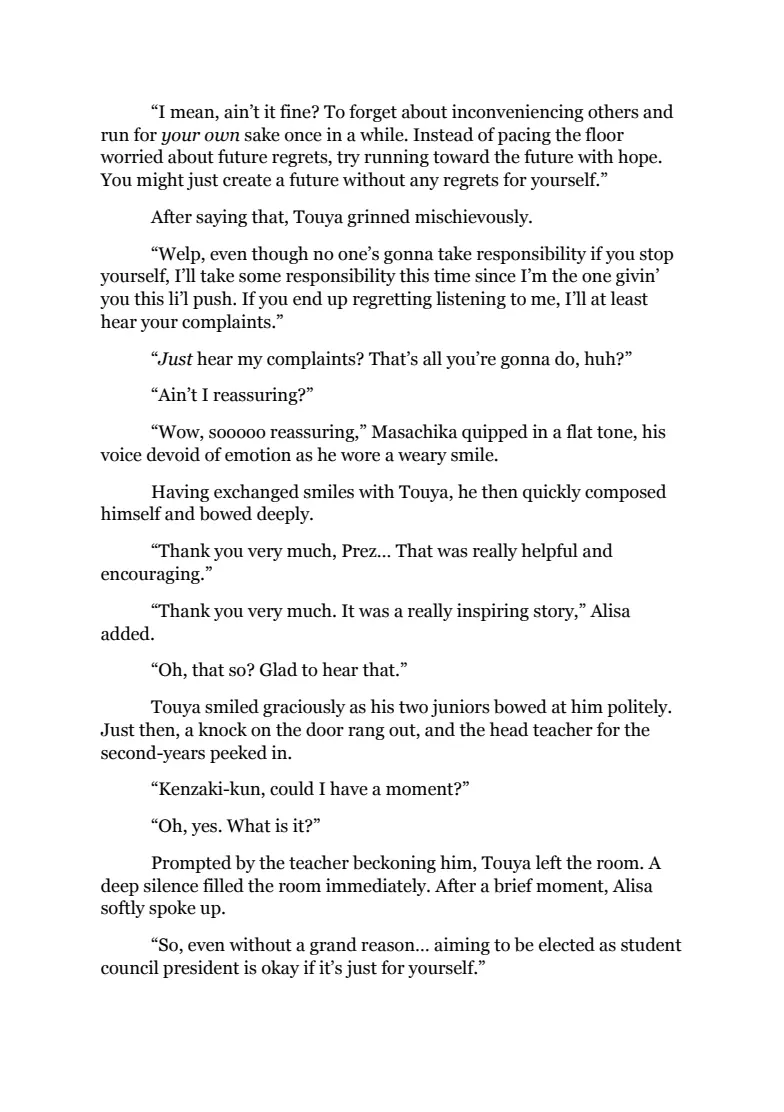 “I mean, ain’t it fine? To forget about inconveniencing others and
run for your own sake once in a while. Instead of pacing the floor
worried about future regrets, try running toward the future with hope.
You might just create a future without any regrets for yourself.”
After saying that, Touya grinned mischievously.
“Welp, even though no one’s gonna take responsibility if you stop
yourself, I’ll take some responsibility this time since I’m the one givin’
you this li’l push. If you end up regretting listening to me, I’ll at least
hear your complaints.”
“Just hear my complaints? That’s all you’re gonna do, huh?”
“Ain’t I reassuring?”
“Wow, sooooo reassuring,” Masachika quipped in a flat tone, his
voice devoid of emotion as he wore a weary smile.
Having exchanged smiles with Touya, he then quickly composed
himself and bowed deeply.
“Thank you very much, Prez… That was really helpful and
encouraging.”
“Thank you very much. It was a really inspiring story,” Alisa
added.
“Oh, that so? Glad to hear that.”
Touya smiled graciously as his two juniors bowed at him politely.
Just then, a knock on the door rang out, and the head teacher for the
second-years peeked in.
“Kenzaki-kun, could I have a moment?”
“Oh, yes. What is it?”
Prompted by the teacher beckoning him, Touya left the room. A
deep silence filled the room immediately. After a brief moment, Alisa
softly spoke up.
“So, even without a grand reason… aiming to be elected as student
council president is okay if it’s just for yourself.”